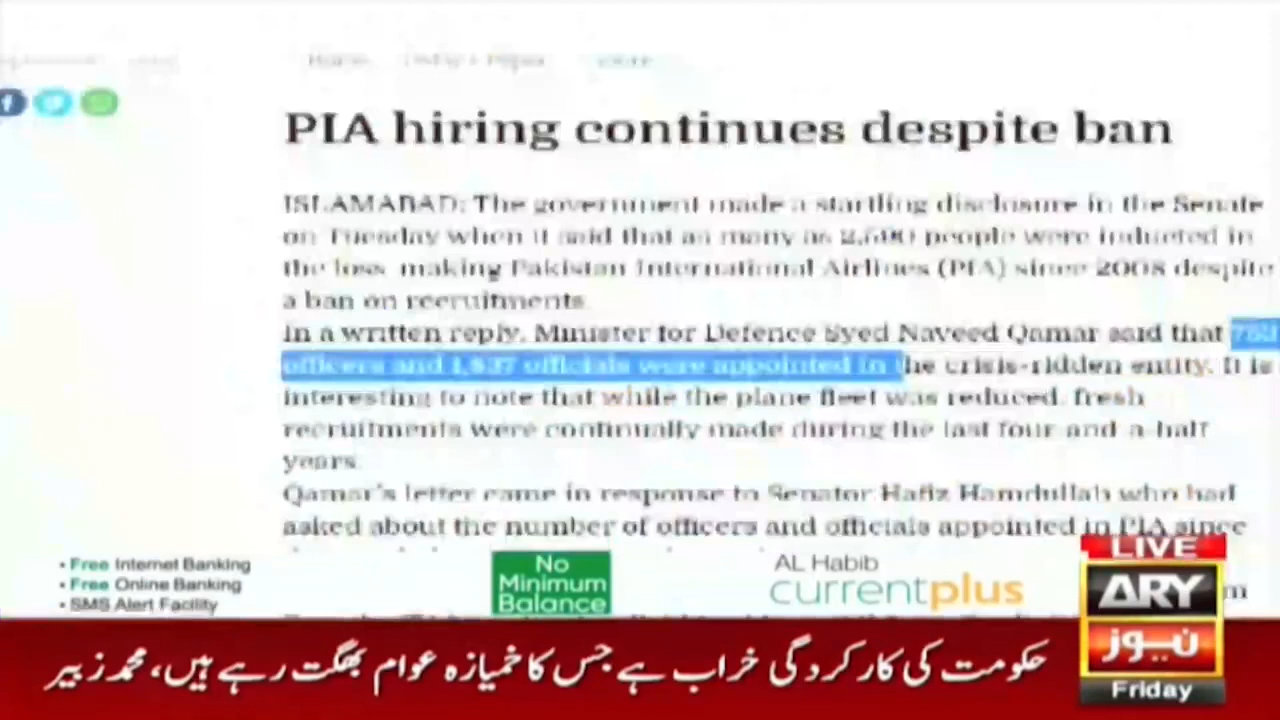 PIA hiring continues despite ban
ISLAMABAD: The government made a startling disclosure in the Senate
on Tuesday when it said that as many as 2,590 people were inducted in
the loss making Pakistan International Airlines (PIA) since 2008 despite
a ban on recruitments.
In a written reply, Minister for Defence Syed Naveed Qamar said that
officers and 1,837 officials were appointed in the crisis-ridden entity. It is
interesting to note that while the plane fleet was reduced, fresh
recruitments were continually made during the last four-and-a-half
years.
Qamar's letter came in response to Senator Hafiz Hamdullah who had
asked about the number of officers and officials appointed in PIA since
• Free Internet Banking
• Free Online Banking
• SMS Alert Facility
No
Minimum
Balance
AL Habib
currentplus
LIVE
ARY
نیوز
Friday
حکومت کی کارکردگی خراب ہے جس کا خمیازہ عوام بھگت رہے ہیں، محمد زبیر